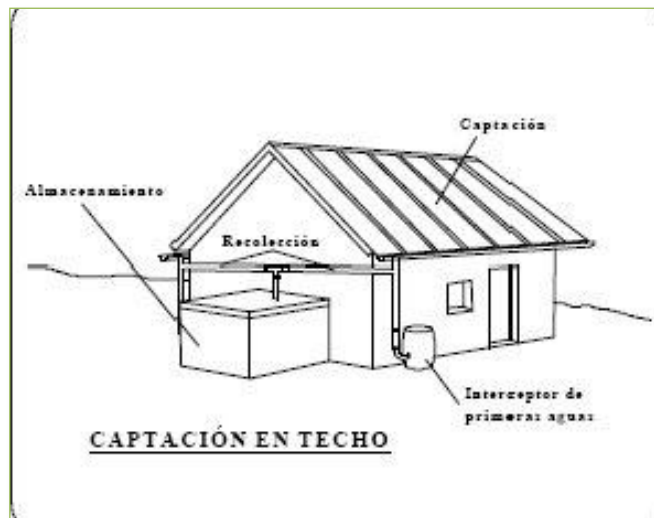 Captación
Almacenamiento
Recolección
Interceptor de
primeras aguas
CAPTACIÓN EN TECHO